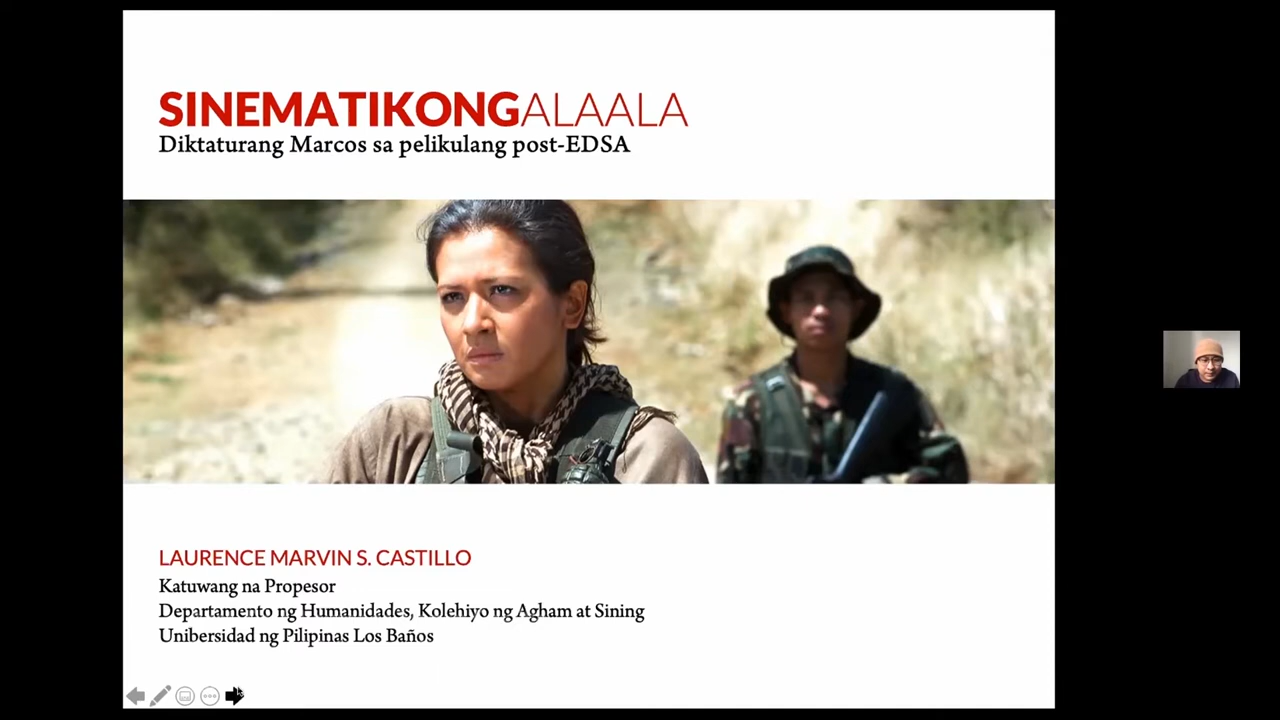 SINEMATIKONGALAALA
Diktaturang Marcos sa pelikulang post-EDSA
LAURENCE MARVIN S. CASTILLO
Katuwang na Propesor
Departamento ng Humanidades, Kolehiyo ng Agham at Sining
Unibersidad ng Pilipinas Los Baños